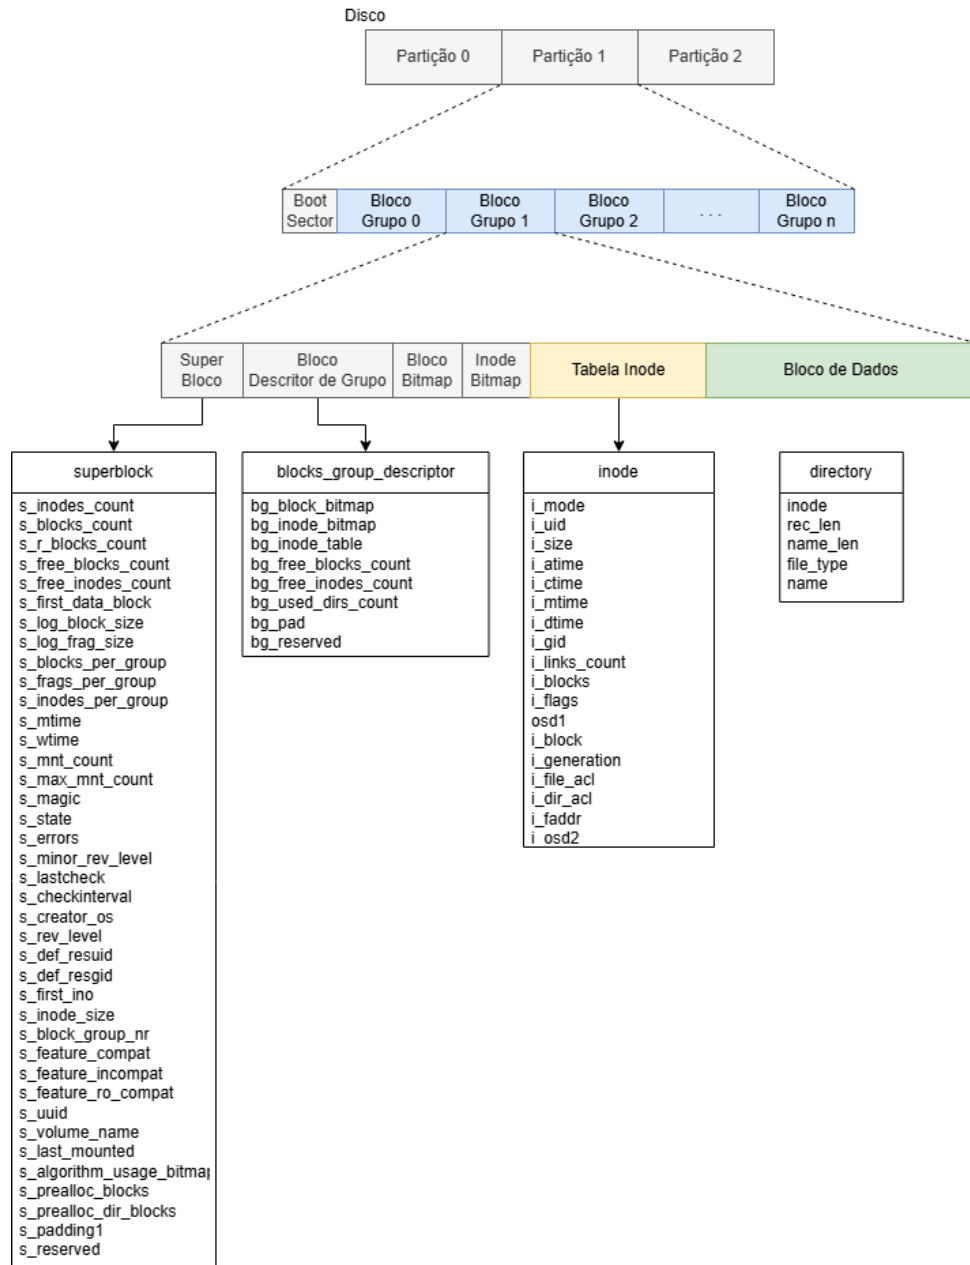 Disco
Partição 0
Partição 1
Partição 2
Boot
Sector
Bloco
Grupo 0
Bloco
Grupo 1
Bloco
Grupo 2
. . .
Bloco
Grupo n
Super
Bloco
Bloco
Descritor de Grupo
Bloco
Bitmap
Inode
Bitmap
Tabela Inode
Bloco de Dados
superblock
s_inodes_count
s_blocks_count
s_r_blocks_count
s_free_blocks_count
s_free_inodes_count
s_first_data_block
s_log_block_size
s_log_frag_size
s_blocks_per_group
s_frags_per_group
s_inodes_per_group
s_mtime
s_wtime
s_mnt_count
s_max_mnt_count
s_magic
s_state
s_errors
s_minor_rev_level
s_lastcheck
s_checkinterval
s_creator_os
s_rev_level
s_def_resuid
s_def_resgid
s_first_ino
s_inode_size
s_block_group_nr
s_feature_compat
s_feature_incompat
s_feature_ro_compat
s_uuid
s_volume_name
s_last_mounted
s_algorithm_usage_bitmap
s_prealloc_blocks
s_prealloc_dir_blocks
s_padding1
s_reserved
blocks_group_descriptor
bg_block_bitmap
bg_inode_bitmap
bg_inode_table
bg_free_blocks_count
bg_free_inodes_count
bg_used_dirs_count
bg_pad
bg_reserved
inode
i_mode
i_uid
i_size
i_atime
i_ctime
i_mtime
i_dtime
i_gid
i_links_count
i_blocks
i_flags
osd1
i_block
i_generation
i_file_acl
i_dir_acl
i_faddr
i_osd2
directory
inode
rec_len
name_len
file_type
name